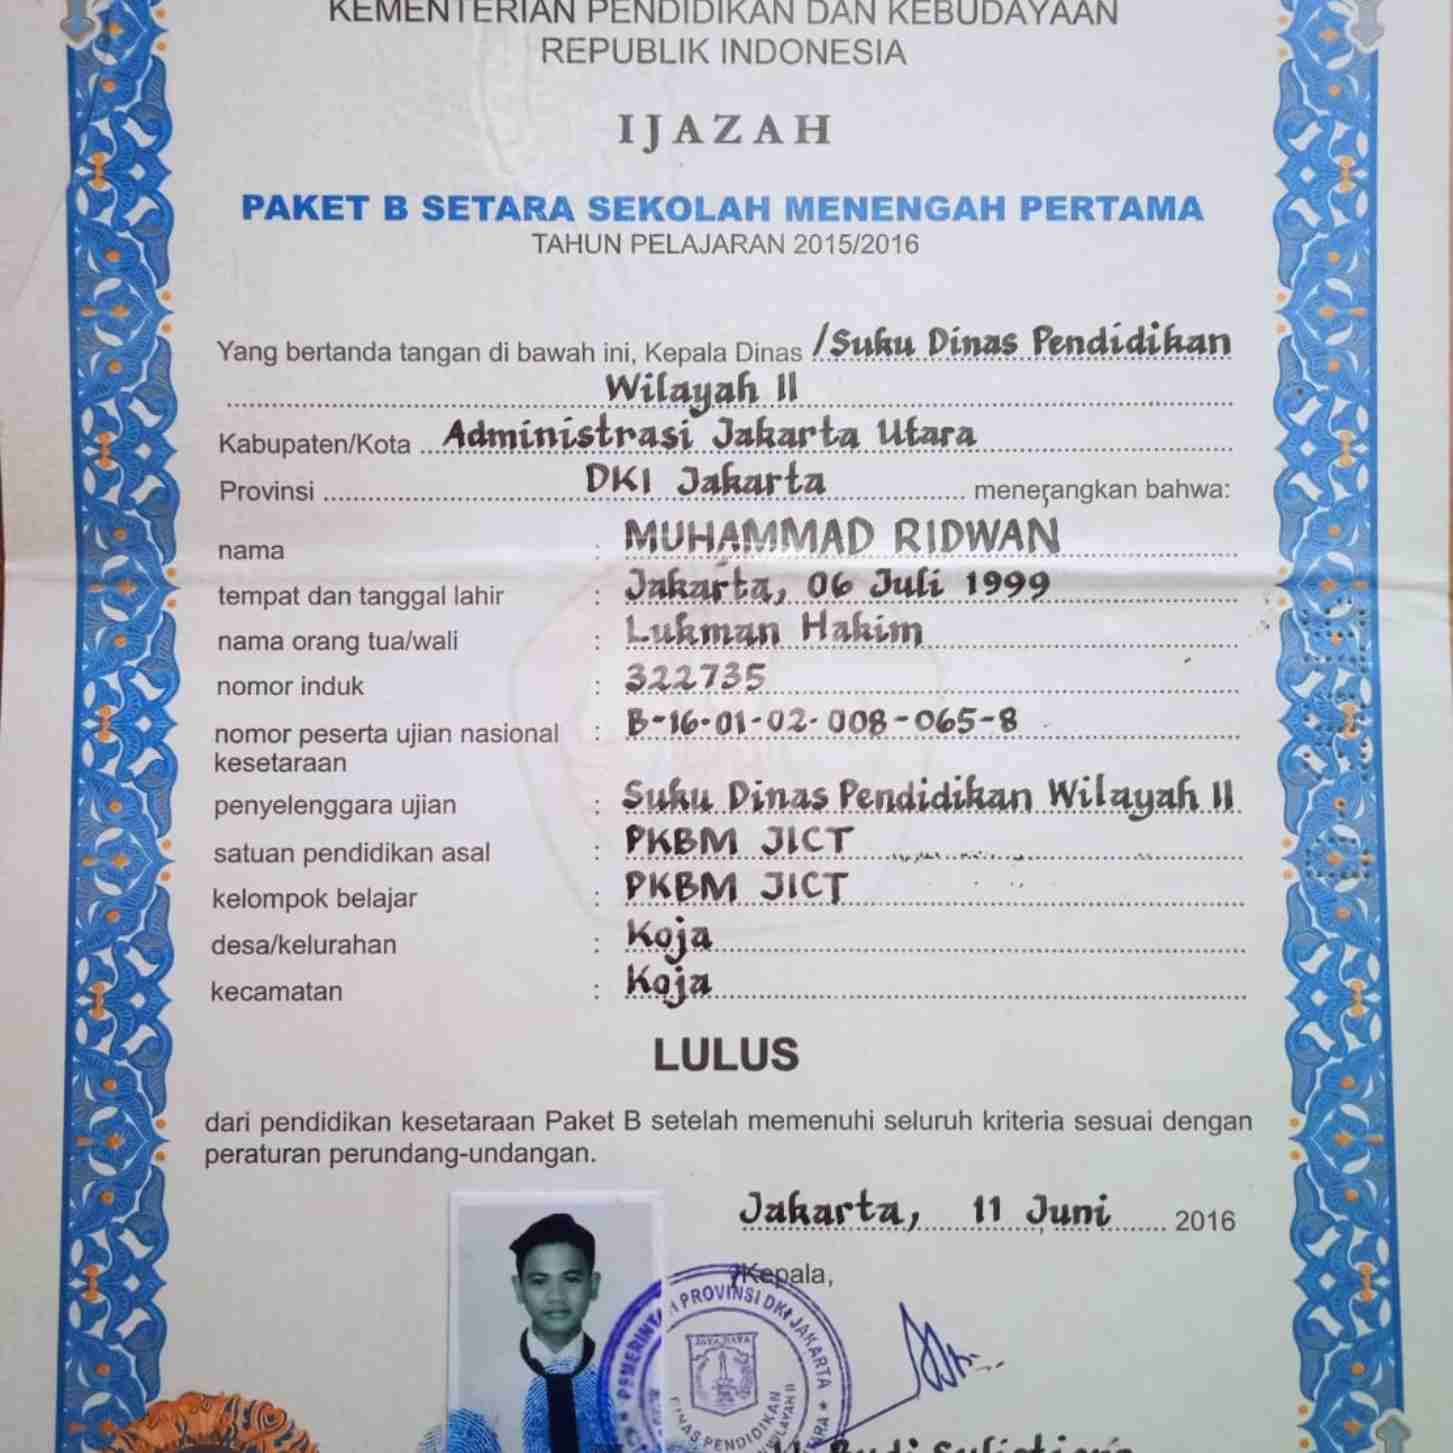 KEMENTERIAN PENDIDIKAN DAN KEBUDAYAAN
REPUBLIK INDONESIA
IJAZAH
PAKET B SETARA SEKOLAH MENENGAH PERTAMA
TAHUN PELAJARAN 2015/2016
Yang bertanda tangan di bawah ini, Kepala Dinas /Suku Dinas Pendidikan
Wilayah II
Kabupaten/Kota Administrasi Jakarta Utara
Provinsi DKI Jakarta menerangkan bahwa:
nama : MUHAMMAD RIDWAN
tempat dan tanggal lahir : Jakarta, 06 Juli 1999
nama orang tua/wali : Lukman Hakim
nomor induk : 322735
nomor peserta ujian nasional : B-16-01-02-008-065-8
kesetaraan
penyelenggara ujian : Suku Dinas Pendidikan Wilayah II
satuan pendidikan asal : PKBM JICT
kelompok belajar : PKBM JICT
desa/kelurahan : Koja
kecamatan : Koja
LULUS
dari pendidikan kesetaraan Paket B setelah memenuhi seluruh kriteria sesuai dengan
peraturan perundang-undangan.
Jakarta, 11 Juni 2016
Kepala,
PROVINSI DKI JAKARTA
JAYA RAYA
PENDIDIKAN
WILAYAH II